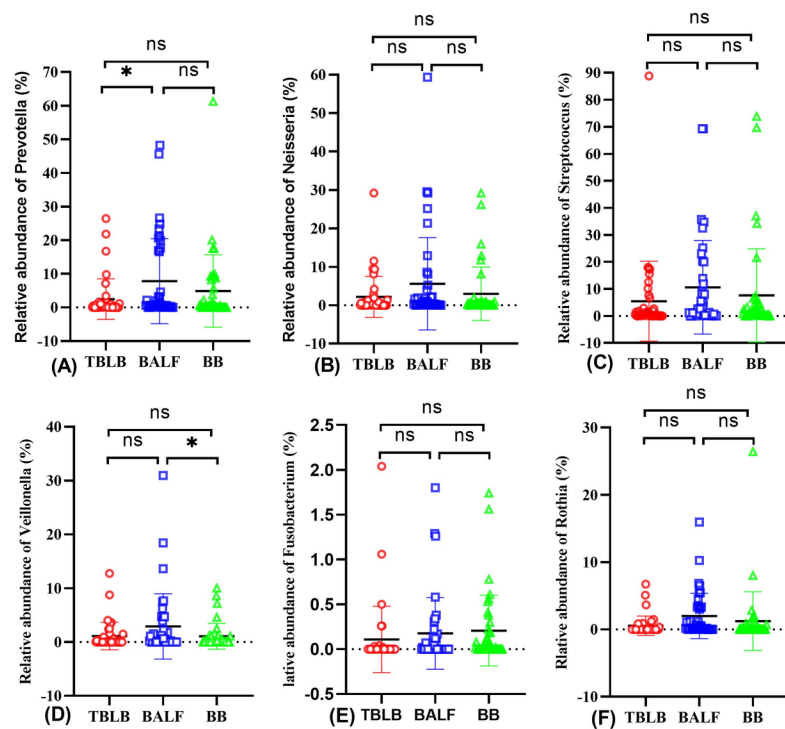 ns
* ns
70
60
50
40
30
20
10
0
-10
Relative abundance of Prevotella (%)
(A)
TBLB BALF BB
ns
ns ns
60
50
40
30
20
10
0
-10
Relative abundance of Neisseria (%)
(B)
TBLB BALF BB
ns
ns ns
90
80
70
60
50
40
30
20
10
0
-10
Relative abundance of Streptococcus (%)
(C)
TBLB BALF BB
ns
ns *
40
30
20
10
0
-10
Relative abundance of Veillonella (%)
(D)
TBLB BALF BB
ns
ns ns
2.5
2.0
1.5
1.0
0.5
0.0
-0.5
lative abundance of Fusobacterium (%)
(E)
TBLB BALF BB
ns
ns ns
30
20
10
0
-10
Rlative abundance of Rothia (%)
(F)
TBLB BALF BB